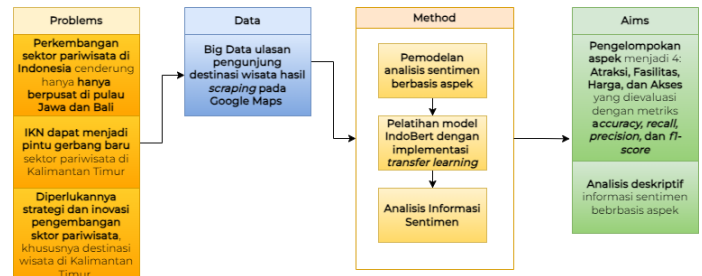 Problems
Perkembangan
sektor pariwisata di
Indonesia cenderung
hanya hanya
berpusat di pulau
Jawa dan Bali
IKN dapat menjadi
pintu gerbang baru
sektor pariwisata di
Kalimantan Timur
Diperlukannya
strategi dan inovasi
pengembangan
sktor pariwisata,
khususnya destinasi
wisata di Kalimantan
Timur
Data
Big Data ulasan
pengunjung
destinasi wisata hasil
scraping pada
Google Maps
Method
Pemodelan
analisis sentimen
berbasis aspek
Pelatihan model
IndoBert dengan
implementasi
transfer learning
Analisis Informasi
Sentimen
Aims
Pengelompokan
aspek menjadi 4:
Atraksi, Fasilitas,
Harga, dan Akses
yang dievaluasi
dengan metriks
accuracy, recall,
precision, dan f1-
score
Analisis deskriptif
informasi sentimen
bebrbasis aspek